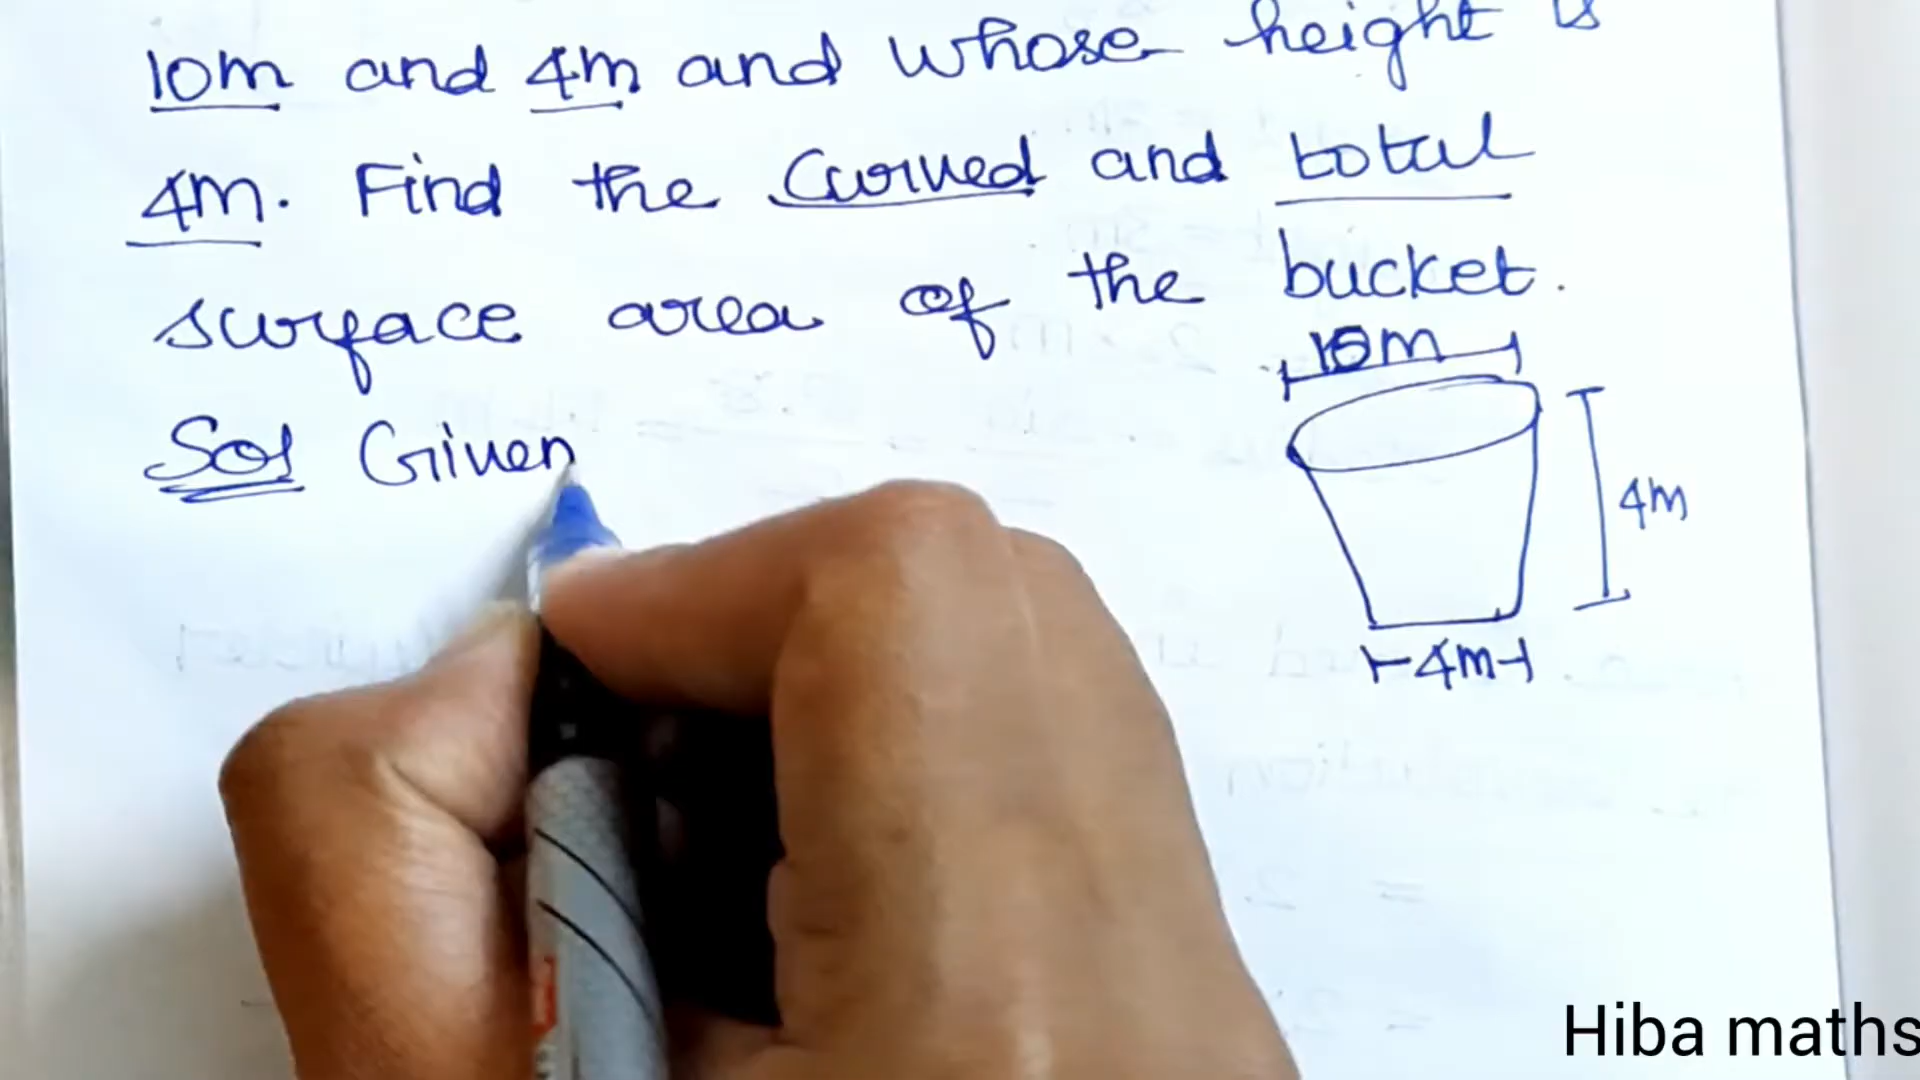 10m and 4m and whose height is
4m. Find the Curved and total
surface area of the bucket.
10m
Sol Given
4m
4m
Hiba maths